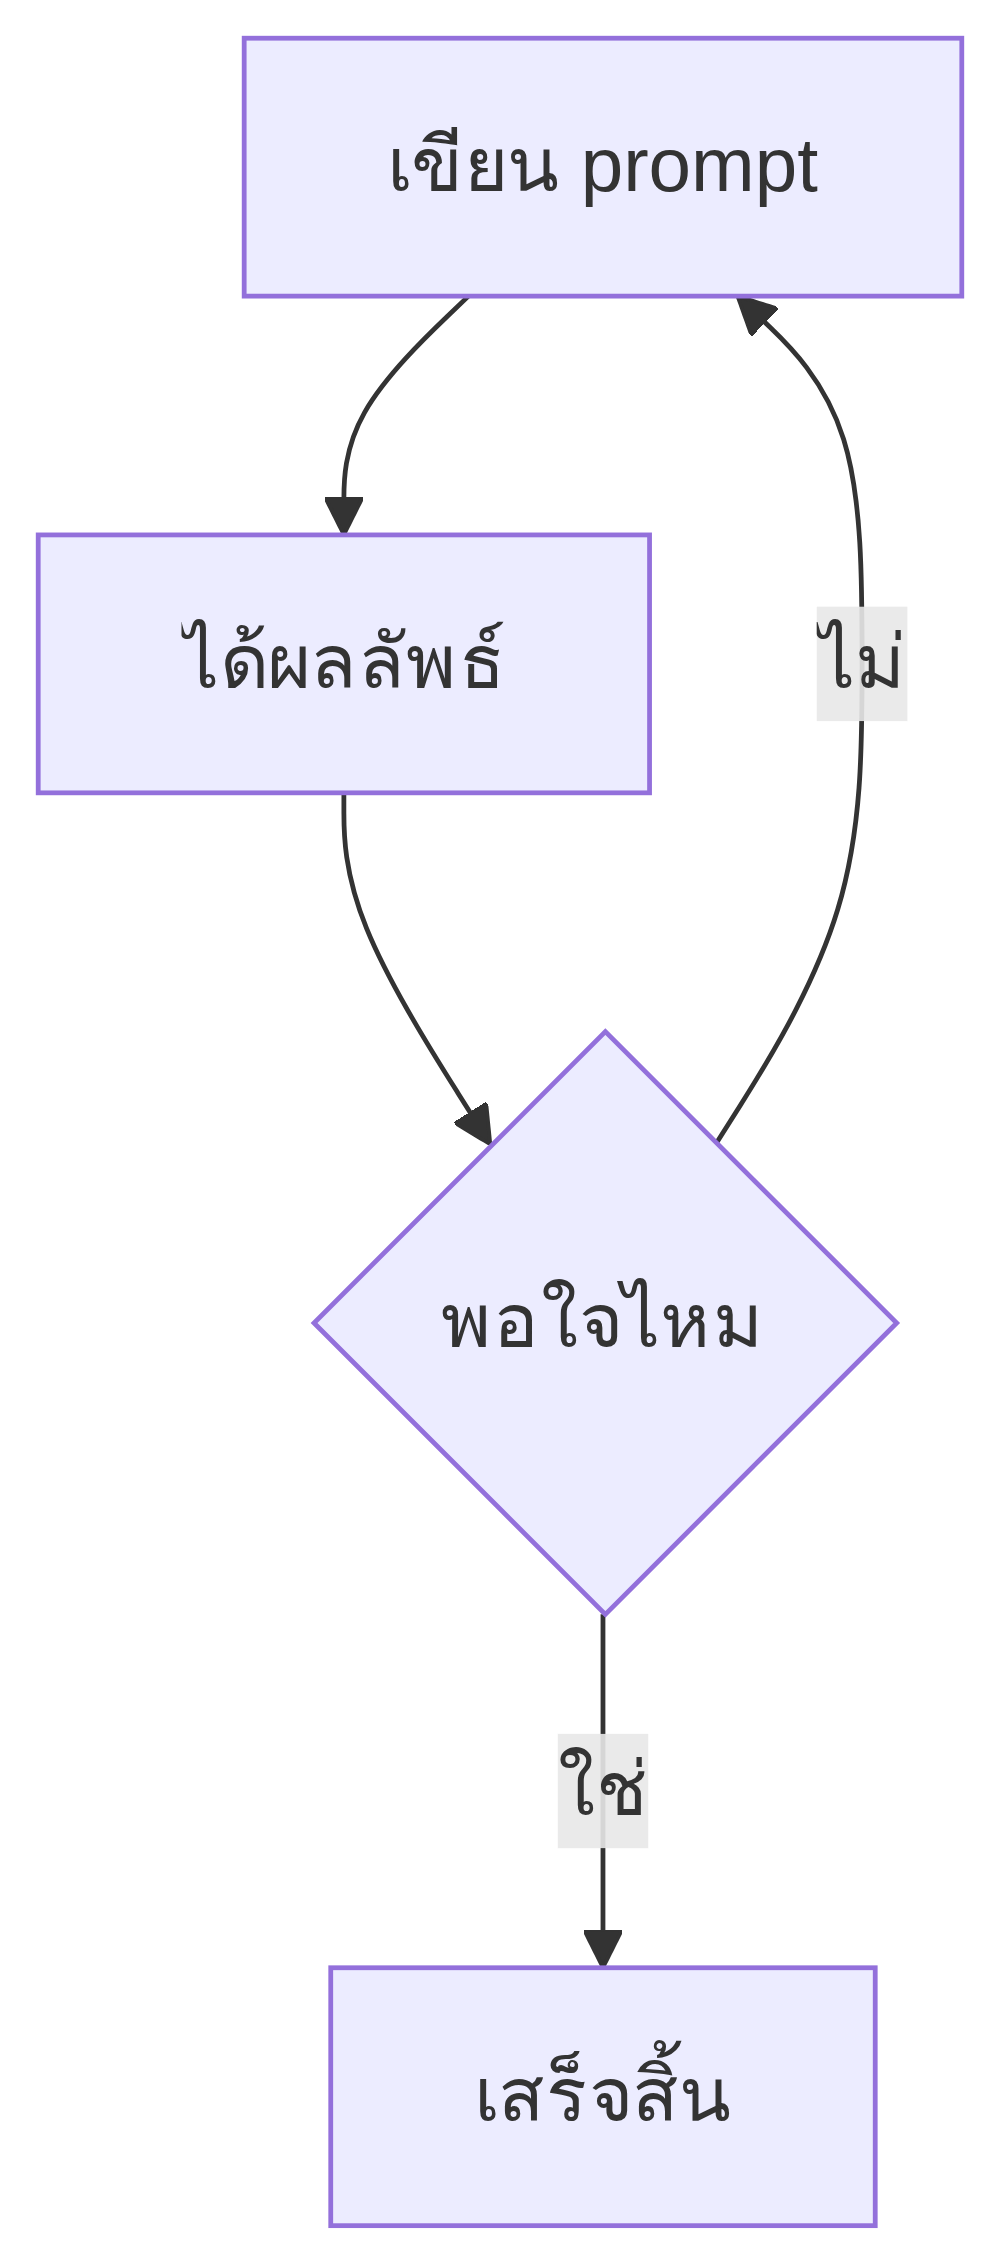 เขียน prompt
ได้ผลลัพธ์
ไม่
พอใจไหม
ใช่
เสร็จสิ้น